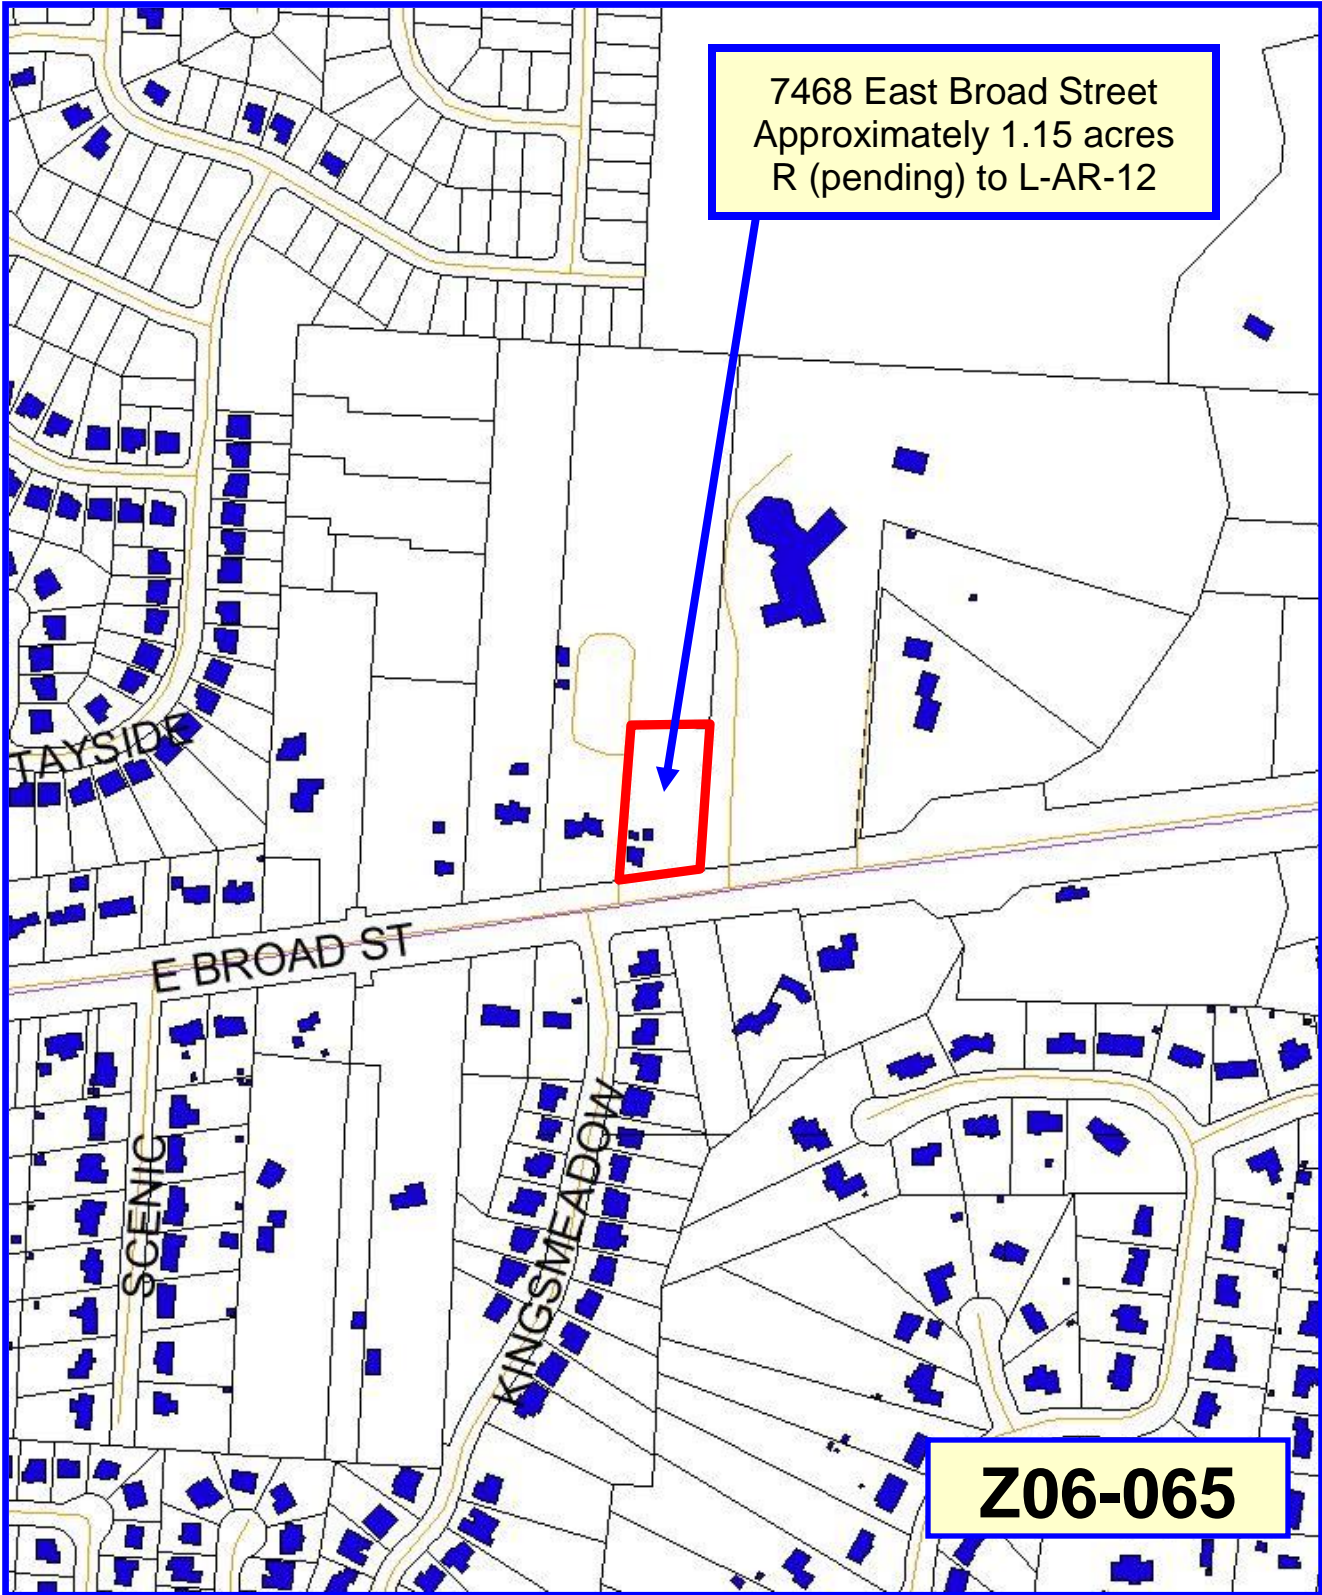 7468 East Broad Street
Approximately 1.15 acres
R (pending) to L-AR-12
TAYSIDE
E BROAD ST
SCENIC
KINGSMEADOW
Z06-065